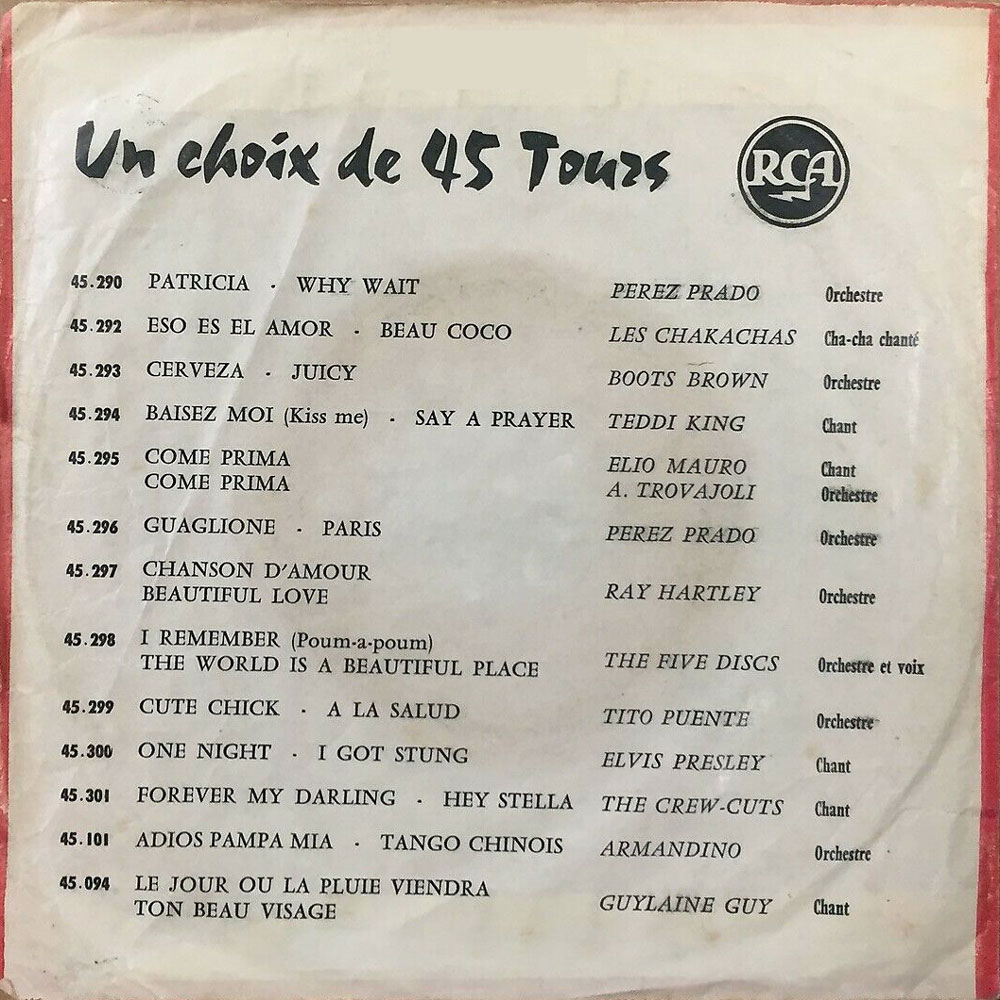 Un choix de 45 Tours RCA
45.290 PATRICIA - WHY WAIT PEREZ PRADO Orchestre
45.292 ESO ES EL AMOR - BEAU COCO LES CHAKACHAS Cha-cha chanté
45.293 CERVEZA - JUICY BOOTS BROWN Orchestre
45.294 BAISEZ MOI (Kiss me) - SAY A PRAYER TEDDI KING Chant
45.295 COME PRIMA ELIO MAURO Chant
COME PRIMA A. TROVAJOLI Orchestre
45.296 GUAGLIONE - PARIS PEREZ PRADO Orchestre
45.297 CHANSON D'AMOUR
BEAUTIFUL LOVE RAY HARTLEY Orchestre
45.298 I REMEMBER (Poum-a-poum)
THE WORLD IS A BEAUTIFUL PLACE THE FIVE DISCS Orchestre et voix
45.299 CUTE CHICK - A LA SALUD TITO PUENTE Orchestre
45.300 ONE NIGHT - I GOT STUNG ELVIS PRESLEY Chant
45.301 FOREVER MY DARLING - HEY STELLA THE CREW-CUTS Chant
45.101 ADIOS PAMPA MIA - TANGO CHINOIS ARMANDINO Orchestre
45.094 LE JOUR OU LA PLUIE VIENDRA
TON BEAU VISAGE GUYLAINE GUY Chant